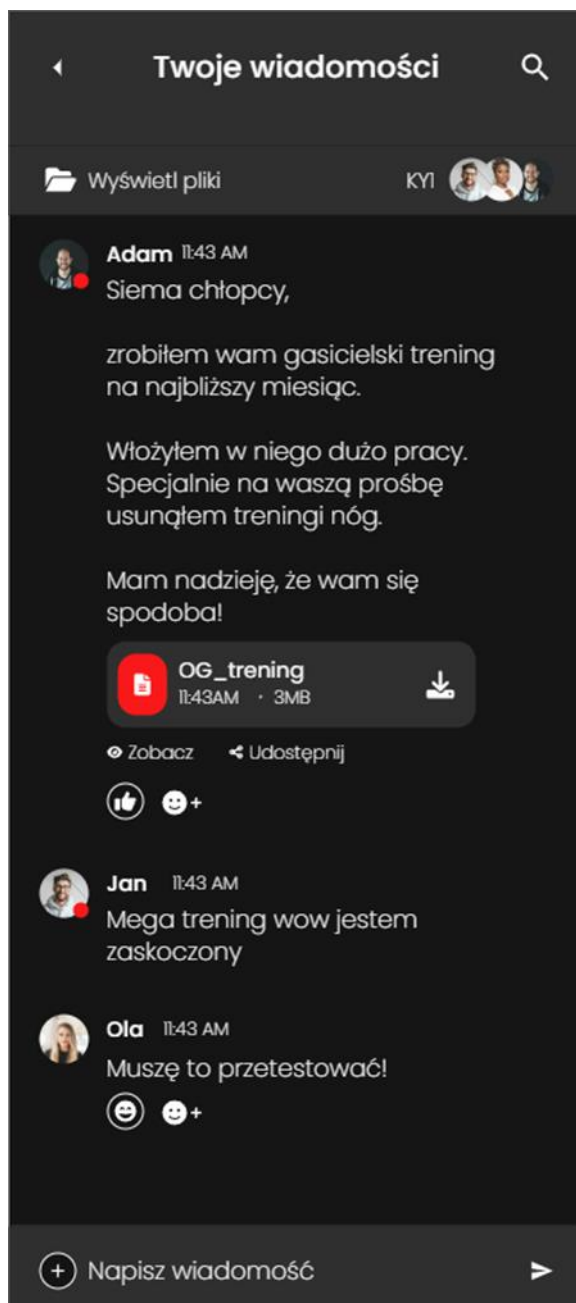 Twoje wiadomości
Wyświetl pliki
KY1
Adam 11:43 AM
Siema chłopcy,
zrobiłem wam gasicielski trening
na najbliższy miesiąc.
Włożyłem w niego dużo pracy.
Specjalnie na waszą prośbę
usunąłem treningi nóg.
Mam nadzieję, że wam się
spodoba!
OG_trening
11:43AM · 3MB
Zobacz
Udostępnij
Jan 11:43 AM
Mega trening wow jestem
zaskoczony
Ola 11:43 AM
Muszę to przetestować!
Napisz wiadomość